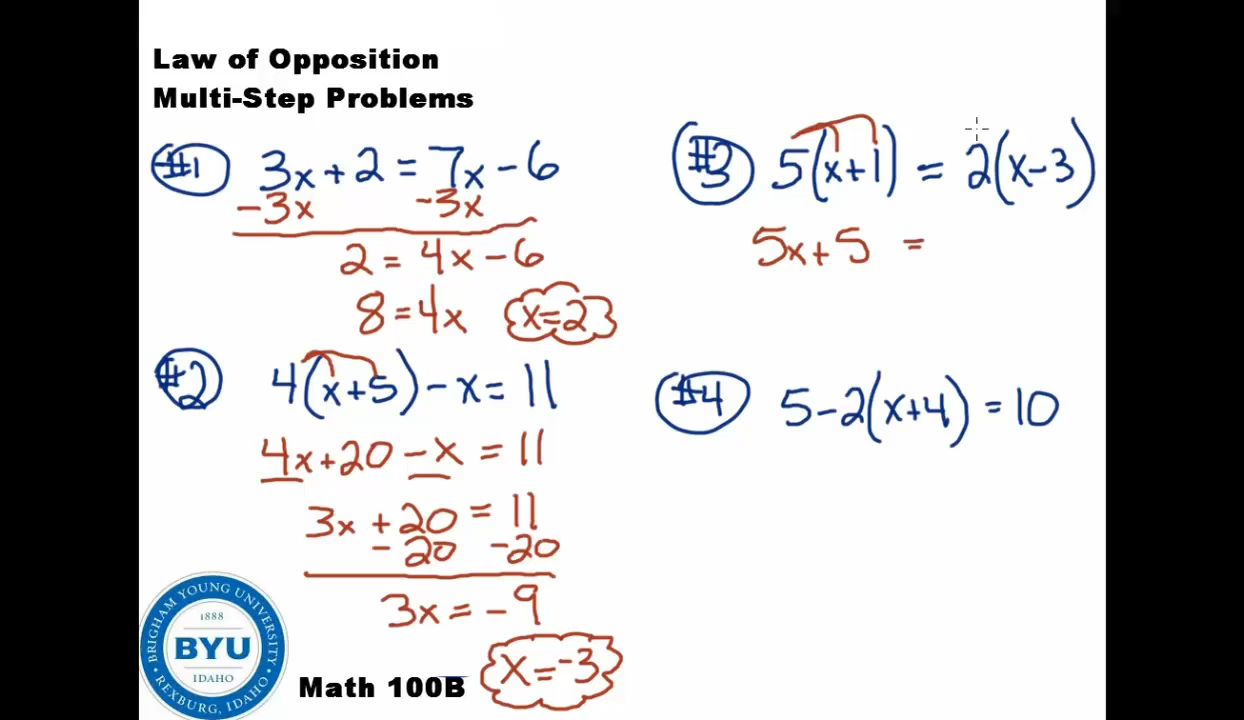 Law of Opposition
Multi-Step Problems
#1 3x+2=7x-6
-3x -3x
2=4x-6
8=4x x=2
#2 4(x+5)-x=11
4x+20-x=11
3x+20=11
-20 -20
3x=-9
x=-3
#3 5(x+1)=2(x-3)
5x+5=
#4 5-2(x+4)=10
BRIGHAM YOUNG UNIVERSITY
1888
BYU
IDAHO
REXBURG, IDAHO
Math 100B